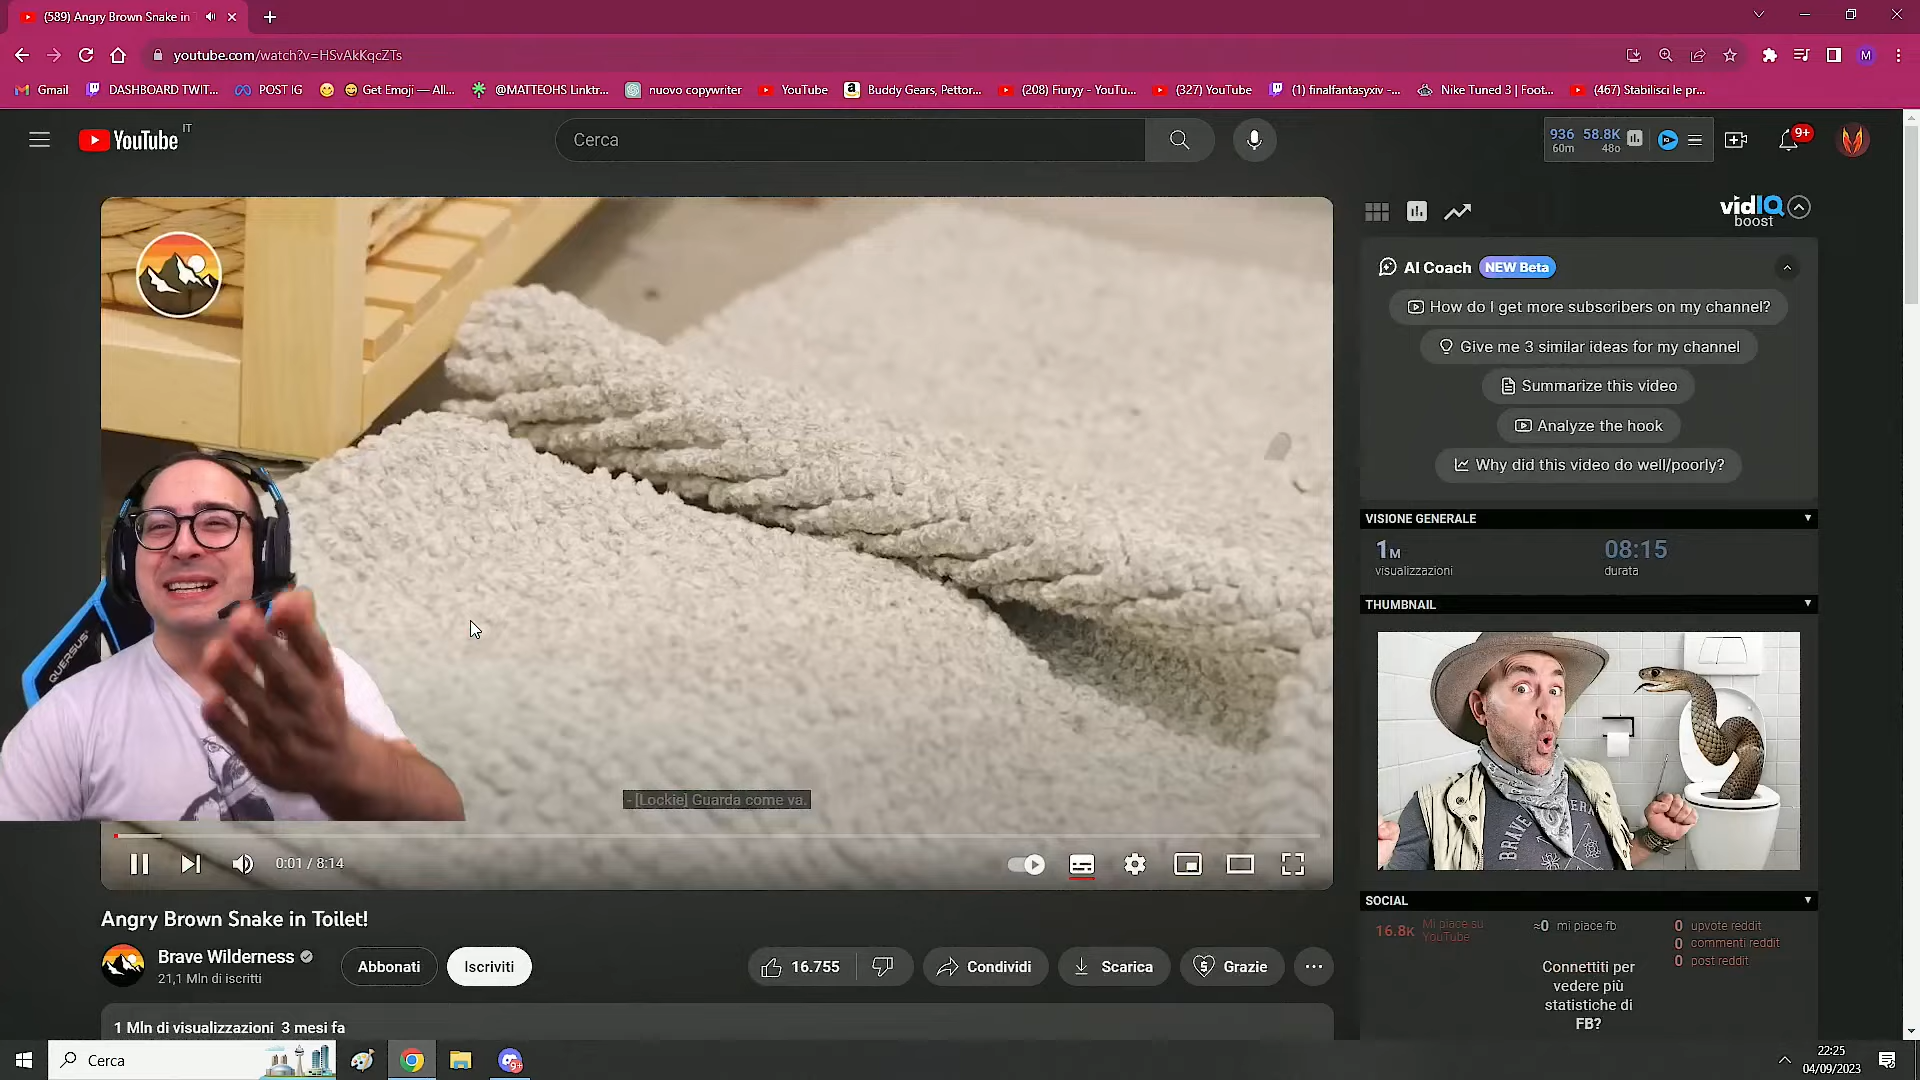 (589) Angry Brown Snake in
youtube.com/watch?v=HSvAkKqcZTs
M
Gmail
DASHBOARD TWIT...
POST IG
Get Emoji — All...
@MATTEOHS Linktr...
nuovo copywriter
YouTube
Buddy Gears, Pettor...
(208) Fiuryy - YouTu...
(327) YouTube
(1) finalfantasyxiv -...
Nike Tuned 3 | Foot...
(467) Stabilisci le pr...
YouTube IT
Cerca
936 58.8K
60m 48o
9+
vidIQ
boost
AI Coach NEW Beta
How do I get more subscribers on my channel?
Give me 3 similar ideas for my channel
Summarize this video
Analyze the hook
Why did this video do well/poorly?
VISIONE GENERALE
1M 08:15
visualizzazioni durata
THUMBNAIL
BRAVE
SOCIAL
16.8K Mi piace su YouTube
≈0 mi piace fb
0 upvote reddit
0 commenti reddit
0 post reddit
Connettiti per
vedere più
statistiche di
FB?
QUERSUS
- [Lockie] Guarda come va.
0:01 / 8:14
Angry Brown Snake in Toilet!
Brave Wilderness
21,1 Mln di iscritti
Abbonati
Iscriviti
16.755
Condividi
Scarica
Grazie
1 Mln di visualizzazioni 3 mesi fa
Cerca
9+
22:25
04/09/2023